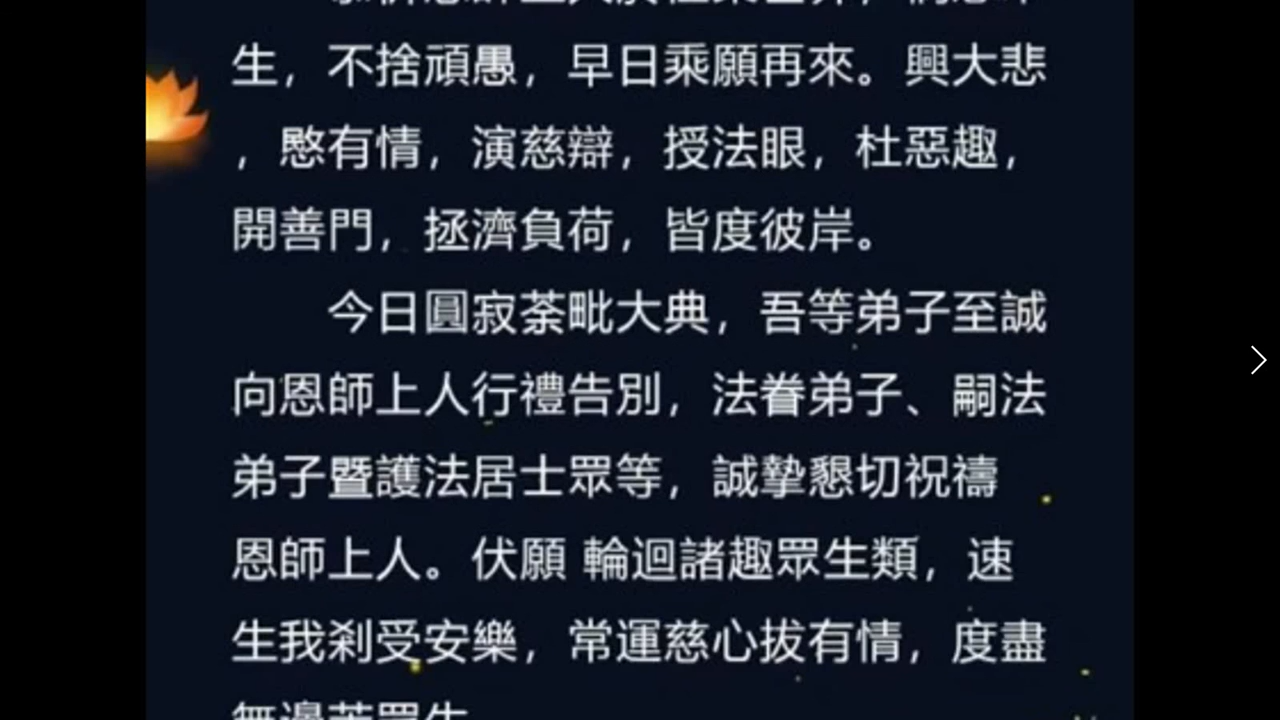 生，不捨頑愚，早日乘願再來。興大悲
，愍有情，演慈辯，授法眼，杜惡趣，
開善門，拯濟負荷，皆度彼岸。
今日圓寂荼毗大典，吾等弟子至誠
向恩師上人行禮告別，法眷弟子、嗣法
弟子暨護法居士眾等，誠摯懇切祝禱
恩師上人。伏願 輪迴諸趣眾生類，速
生我剎受安樂，常運慈心拔有情，度盡
無邊苦眾生